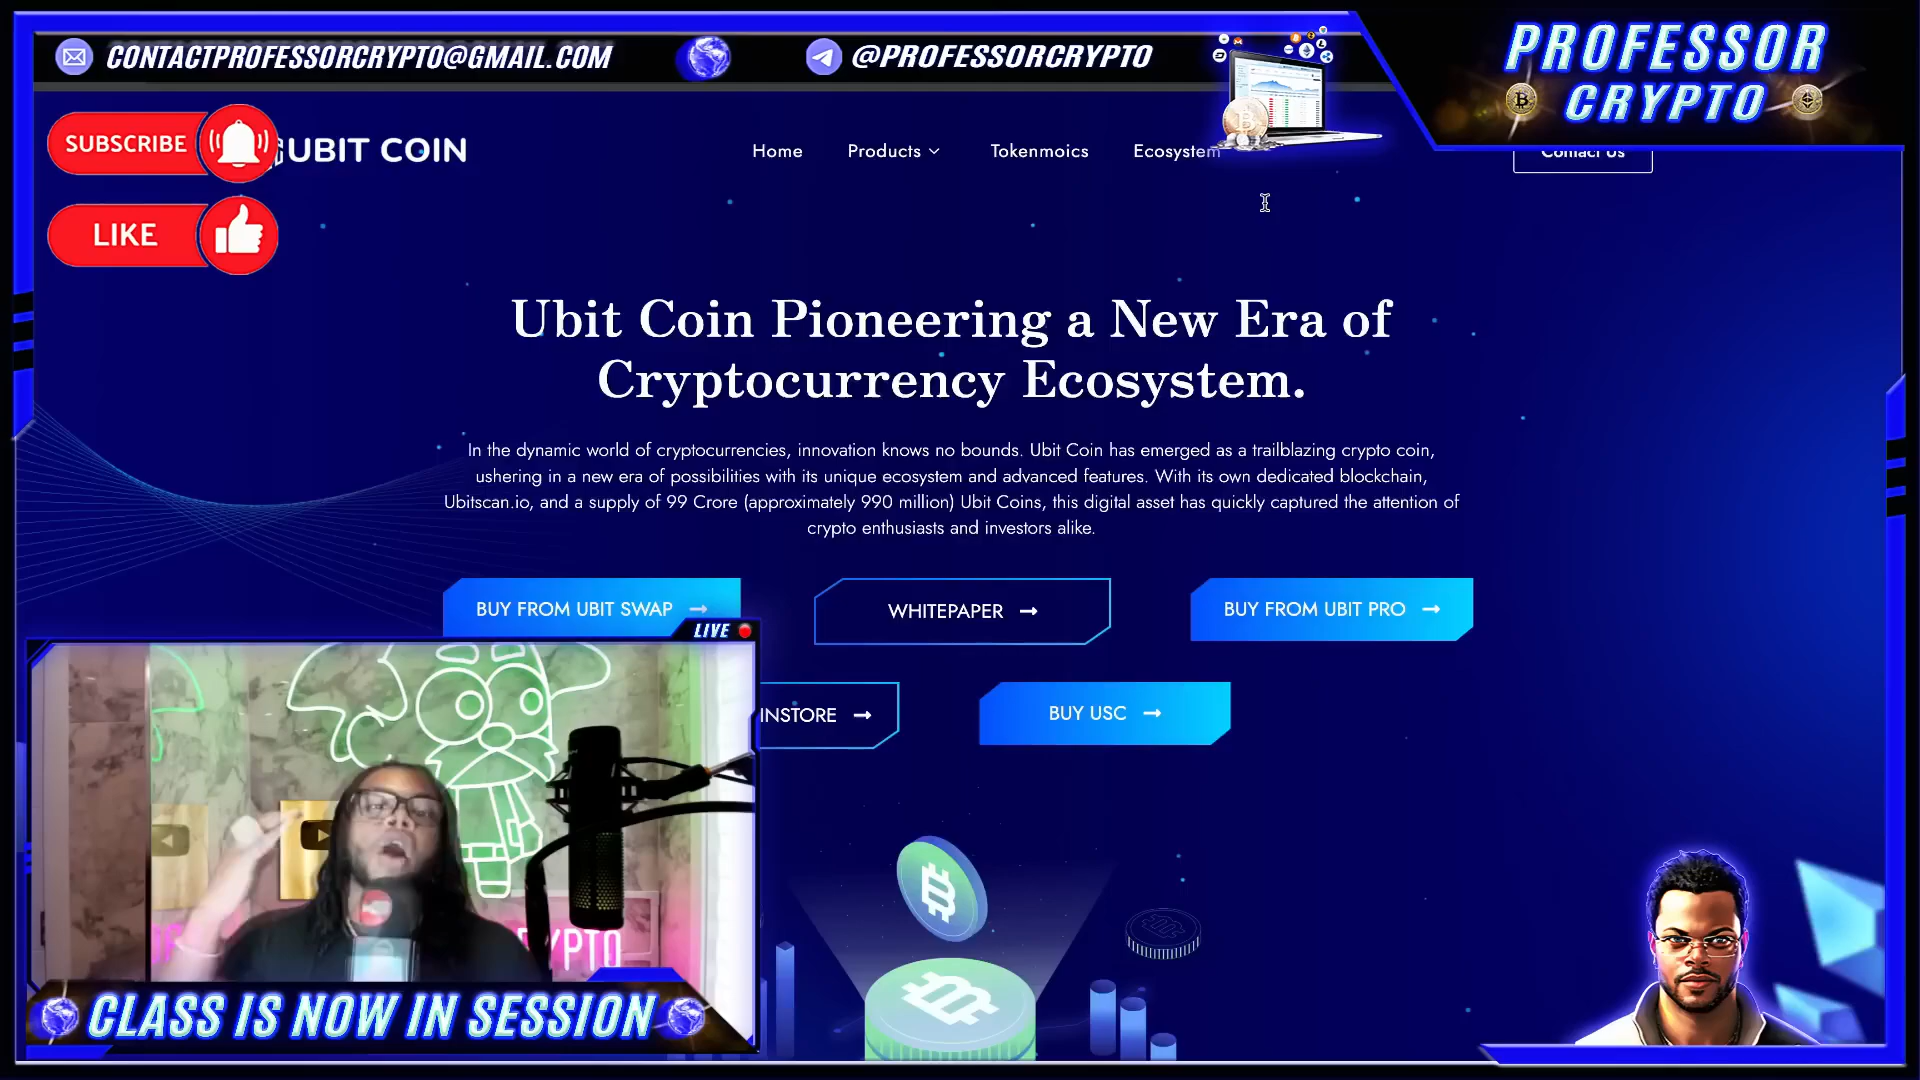 CONTACTPROFESSORCRYPTO@GMAIL.COM
@PROFESSORCRYPTO
PROFESSOR
CRYPTO
SUBSCRIBE
LIKE
UBIT COIN
Home
Products
Tokenmoics
Ecosystem
Contact Us
Ubit Coin Pioneering a New Era of
Cryptocurrency Ecosystem.
In the dynamic world of cryptocurrencies, innovation knows no bounds. Ubit Coin has emerged as a trailblazing crypto coin,
ushering in a new era of possibilities with its unique ecosystem and advanced features. With its own dedicated blockchain,
Ubitscan.io, and a supply of 99 Crore (approximately 990 million) Ubit Coins, this digital asset has quickly captured the attention of
crypto enthusiasts and investors alike.
BUY FROM UBIT SWAP
WHITEPAPER
BUY FROM UBIT PRO
LIVE
INSTORE
BUY USC
YPTO
CLASS IS NOW IN SESSION